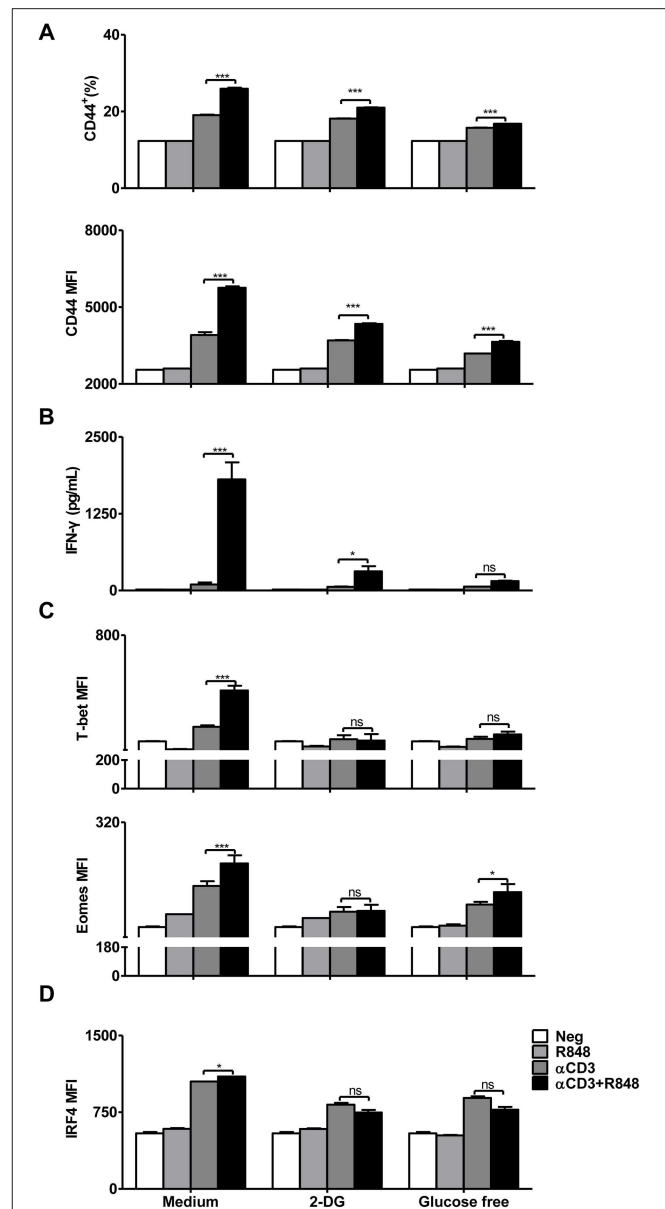 A
40
20
0
CD44+(%)
*** *** ***
8000
5000
2000
CD44 MFI
*** *** ***
B
2500
1250
0
IFN-γ (pg/mL)
*** * ns
C
800
200
0
T-bet MFI
*** ns ns
320
180
0
Eomes MFI
*** ns *
D
1500
750
0
IRF4 MFI
* ns ns
Neg
R848
αCD3
αCD3+R848
Medium 2-DG Glucose free